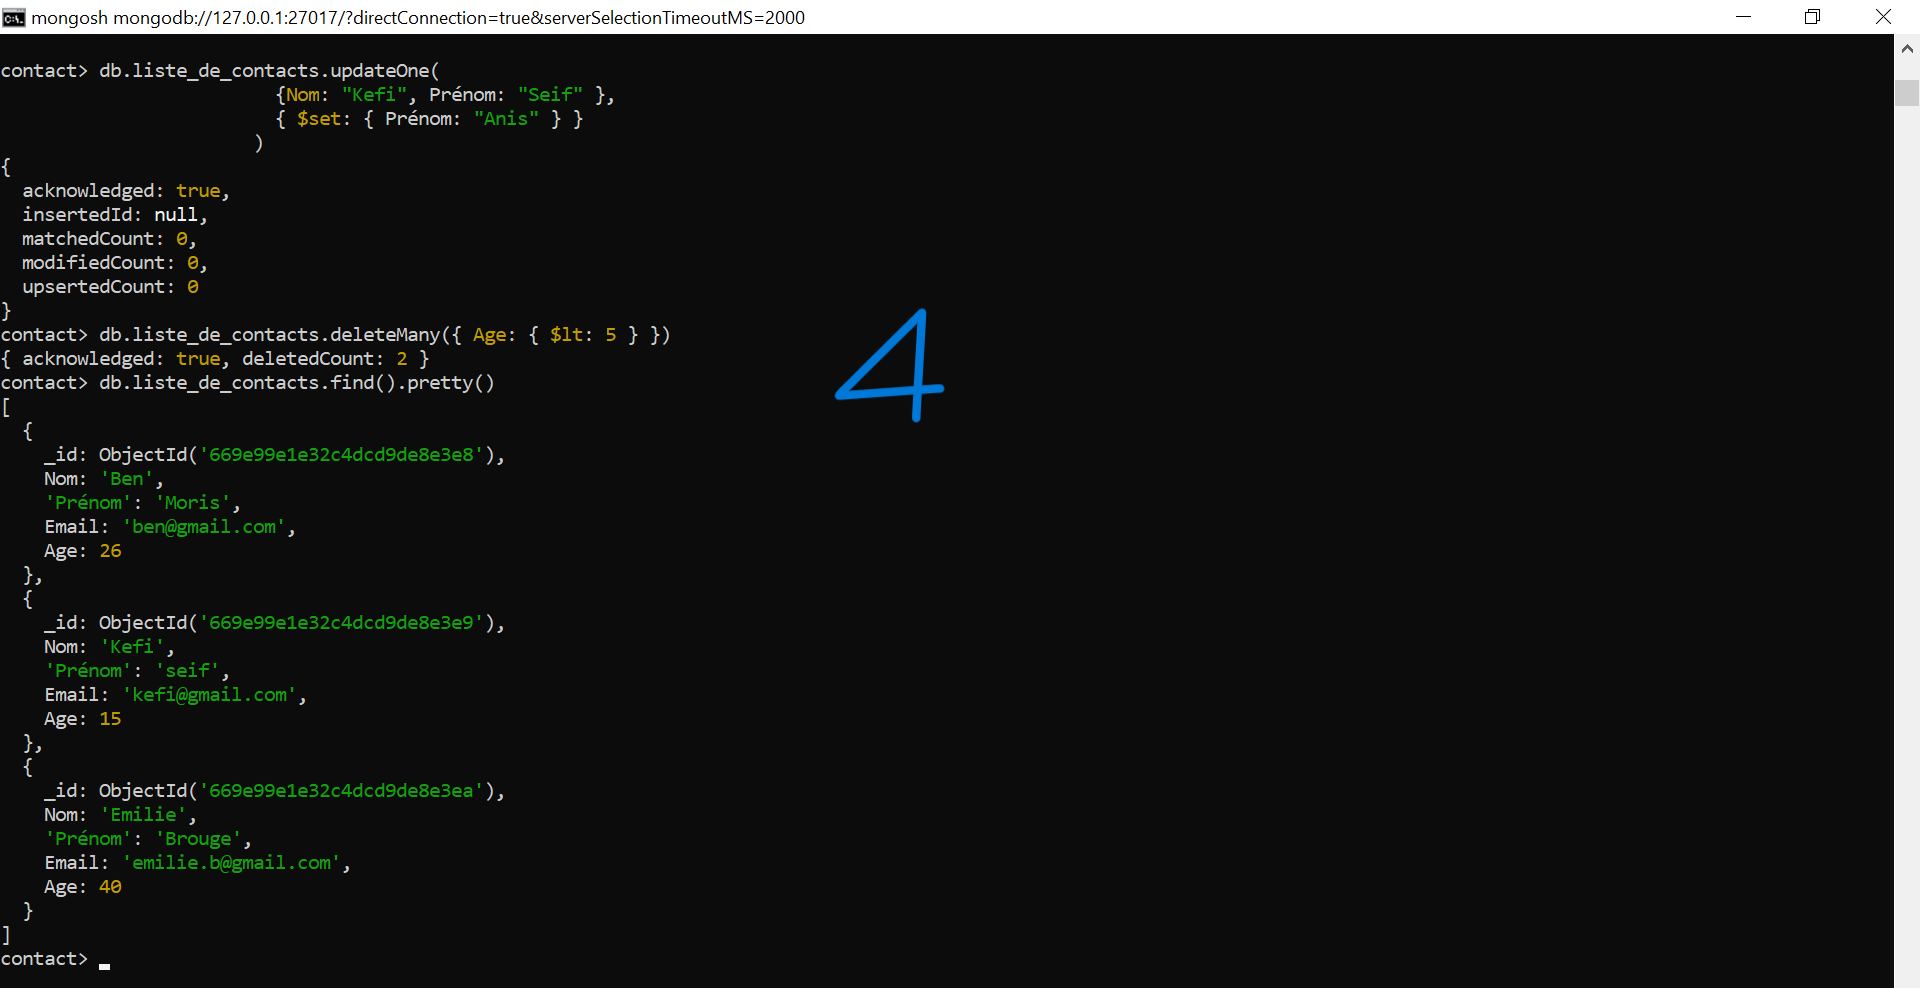 mongosh mongodb://127.0.0.1:27017/?directConnection=true&serverSelectionTimeoutMS=2000
contact> db.liste_de_contacts.updateOne(
{Nom: "Kefi", Prénom: "Seif" },
{ $set: { Prénom: "Anis" } }
)
{
acknowledged: true,
insertedId: null,
matchedCount: 0,
modifiedCount: 0,
upsertedCount: 0
}
contact> db.liste_de_contacts.deleteMany({ Age: { $lt: 5 } })
{ acknowledged: true, deletedCount: 2 }
4
contact> db.liste_de_contacts.find().pretty()
[
{
_id: ObjectId('669e99e1e32c4dcd9de8e3e8'),
Nom: 'Ben',
'Prénom': 'Moris',
Email: 'ben@gmail.com',
Age: 26
},
{
_id: ObjectId('669e99e1e32c4dcd9de8e3e9'),
Nom: 'Kefi',
'Prénom': 'seif',
Email: 'kefi@gmail.com',
Age: 15
},
{
_id: ObjectId('669e99e1e32c4dcd9de8e3ea'),
Nom: 'Emilie',
'Prénom': 'Brouge',
Email: 'emilie.b@gmail.com',
Age: 40
}
]
contact>